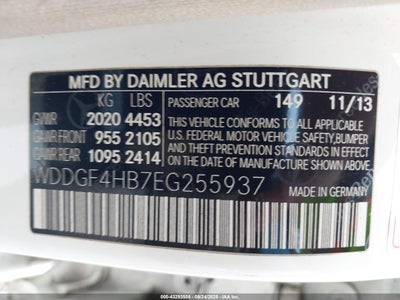 MFD BY DAIMLER AG STUTTGART
KG LBS
PASSENGER CAR 149 11/13
GVWR 2020 4453
GAWR FRONT 955 2105
GAWR REAR 1095 2414
THIS VEHICLE CONFORMS TO ALL APPLICABLE
U.S. FEDERAL MOTOR VEHICLE SAFETY, BUMPER
AND THEFT PREVENTION STANDARDS IN EFFECT
ON THE DATE OF MANUFACTURE SHOWN ABOVE.
WDDGF4HB7EG255937
Made in Germany